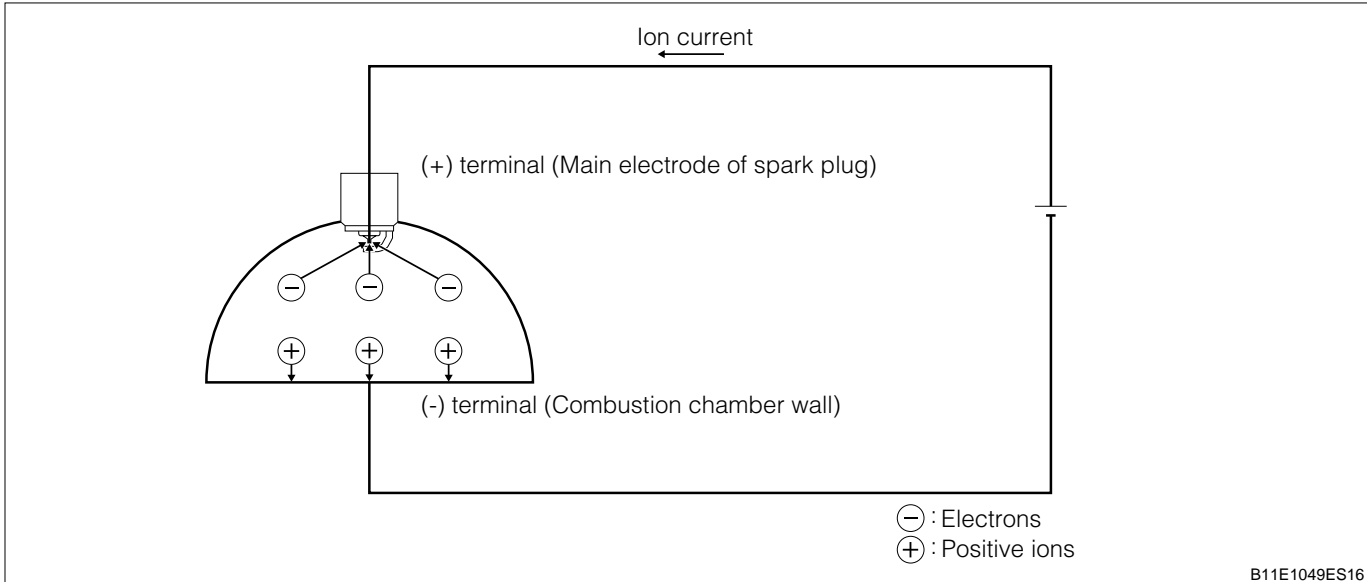 Ion current
(+) terminal (Main electrode of spark plug)
(-) terminal (Combustion chamber wall)
− : Electrons
+ : Positive ions
B11E1049ES16